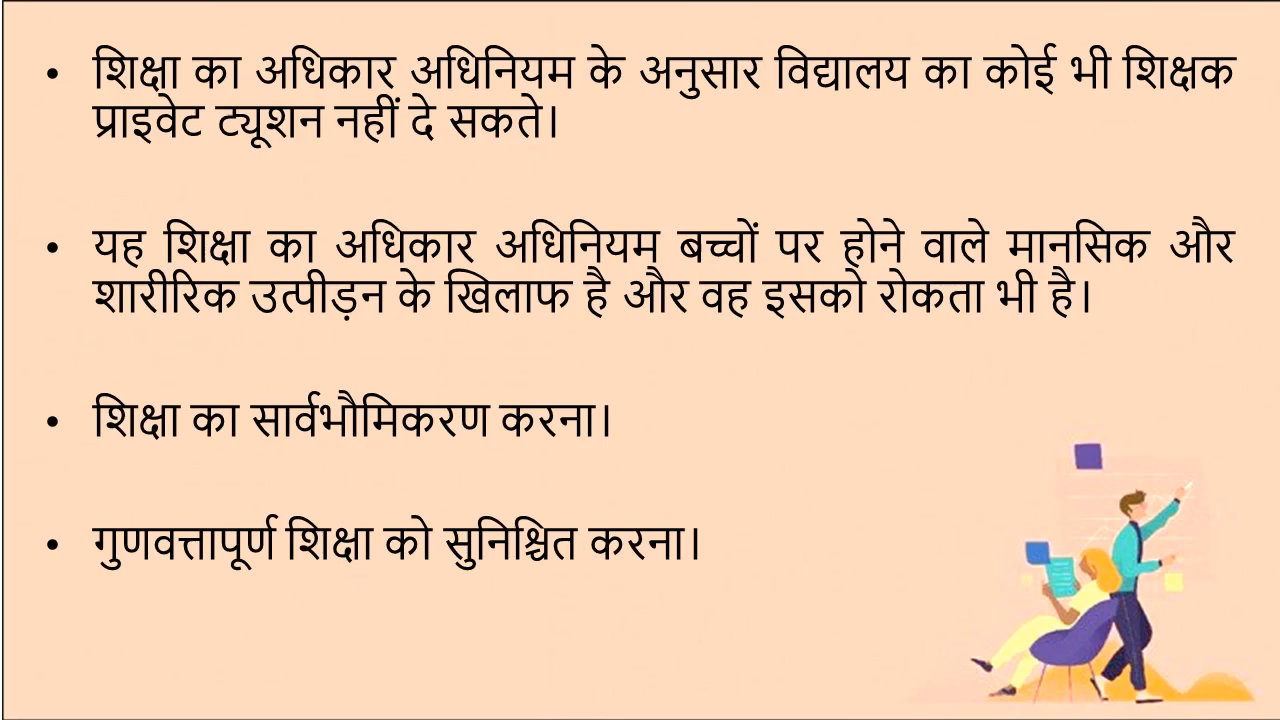 • शिक्षा का अधिकार अधिनियम के अनुसार विद्यालय का कोई भी शिक्षक
प्राइवेट ट्यूशन नहीं दे सकते।
• यह शिक्षा का अधिकार अधिनियम बच्चों पर होने वाले मानसिक और
शारीरिक उत्पीड़न के खिलाफ है और वह इसको रोकता भी है।
• शिक्षा का सार्वभौमिकरण करना।
• गुणवत्तापूर्ण शिक्षा को सुनिश्चित करना।